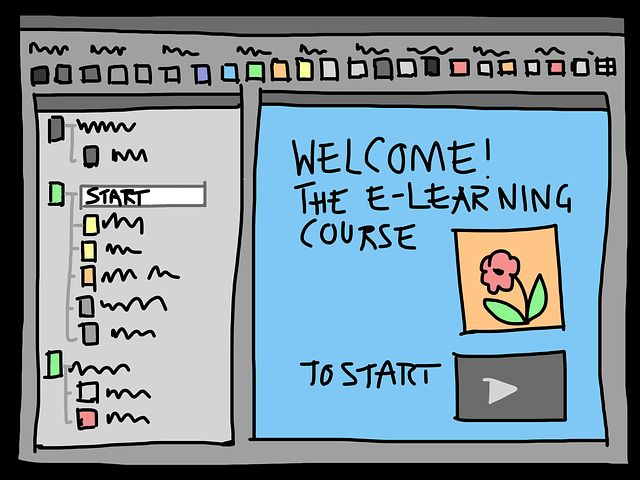 START
WELCOME!
THE E-LEARNING
COURSE
TO START